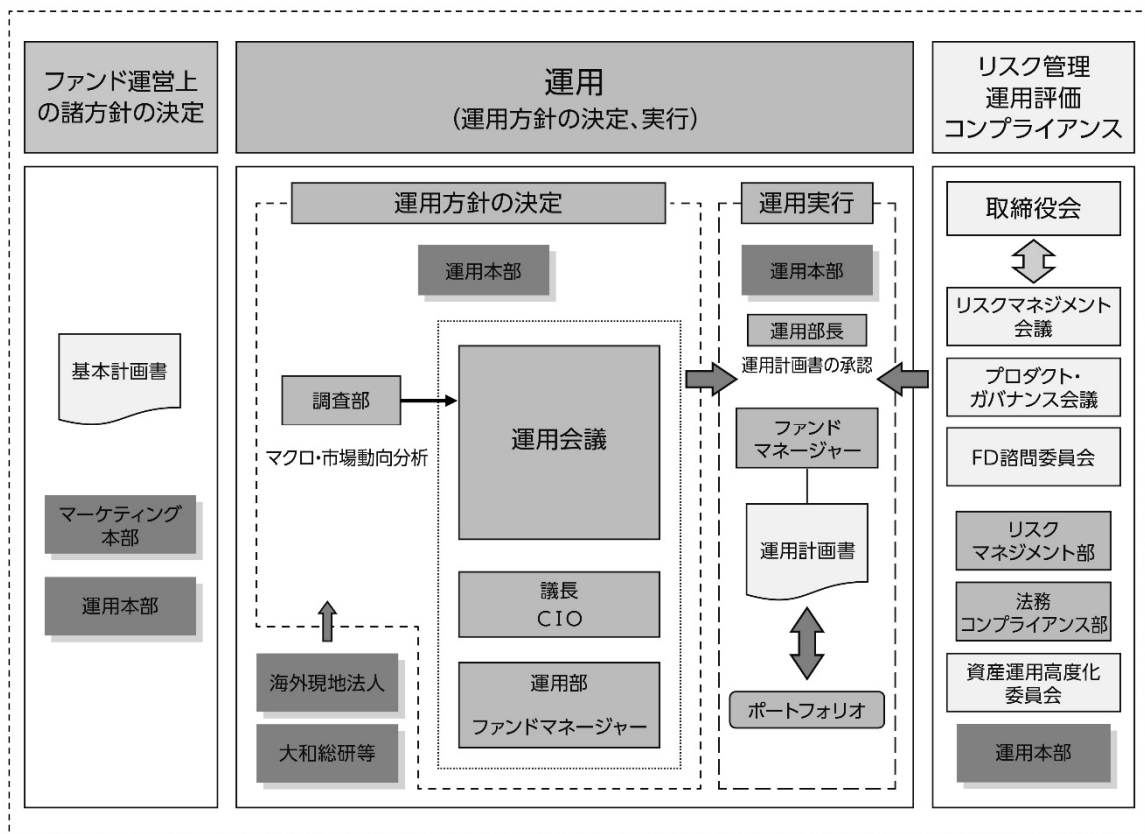 ファンド運営上
の諸方針の決定
運用
(運用方針の決定、実行)
リスク管理
運用評価
コンプライアンス
基本計画書
マーケティング
本部
運用本部
運用方針の決定
運用本部
調査部
マクロ・市場動向分析
運用会議
議長
CIO
運用部
ファンドマネージャー
海外現地法人
大和総研等
運用実行
運用本部
運用部長
運用計画書の承認
ファンド
マネージャー
運用計画書
ポートフォリオ
取締役会
リスクマネジメント
会議
プロダクト・
ガバナンス会議
FD諮問委員会
リスク
マネジメント部
法務
コンプライアンス部
資産運用高度化
委員会
運用本部